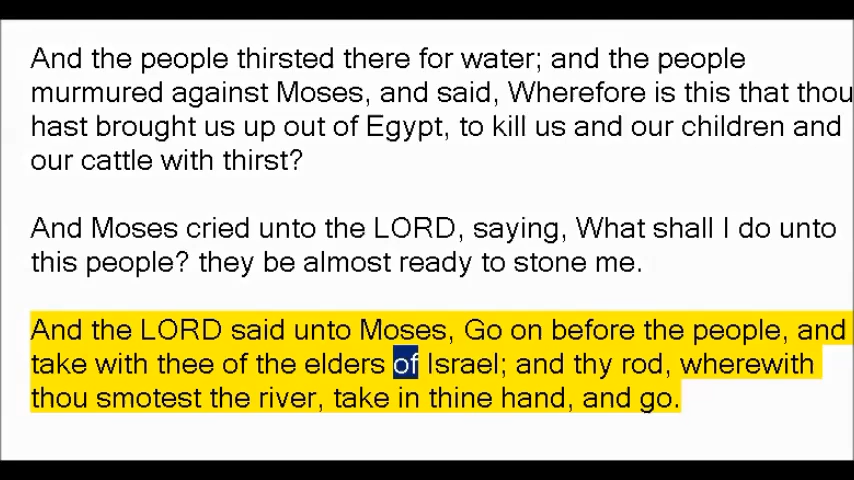 And the people thirsted there for water; and the people
murmured against Moses, and said, Wherefore is this that thou
hast brought us up out of Egypt, to kill us and our children and
our cattle with thirst?
And Moses cried unto the LORD, saying, What shall I do unto
this people? they be almost ready to stone me.
And the LORD said unto Moses, Go on before the people, and
take with thee of the elders of Israel; and thy rod, wherewith
thou smotest the river, take in thine hand, and go.